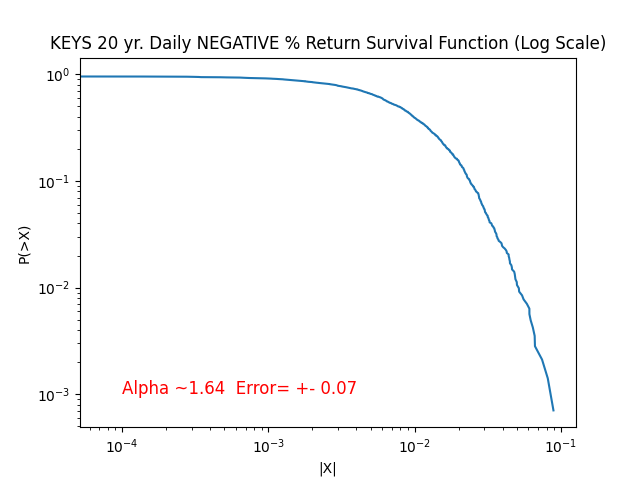 KEYS 20 yr. Daily NEGATIVE % Return Survival Function (Log Scale)
10⁰
10⁻¹
10⁻²
10⁻³
P(>X)
Alpha ~1.64  Error= +- 0.07
10⁻⁴ 10⁻³ 10⁻² 10⁻¹
|X|